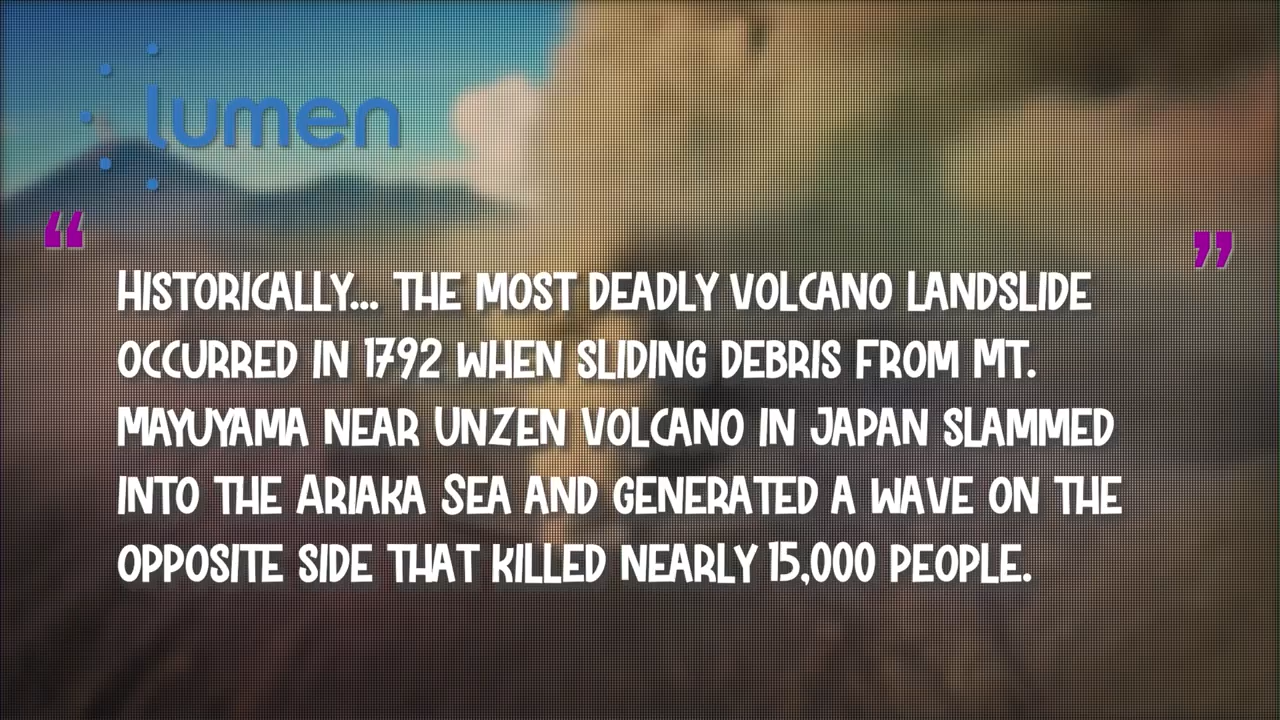 lumen
“
”
Historically... the most deadly volcano landslide
occurred in 1792 when sliding debris from Mt.
Mayuyama near Unzen Volcano in Japan slammed
into the Ariaka Sea and generated a wave on the
opposite side that killed nearly 15,000 people.